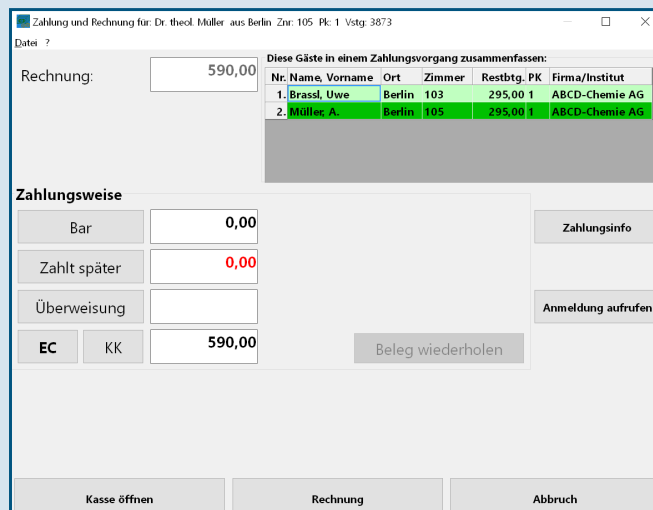 Zahlung und Rechnung für: Dr. theol. Müller aus Berlin Znr: 105 Pk: 1 Vstg: 3873
Datei ?
Rechnung:
590,00
Diese Gäste in einem Zahlungsvorgang zusammenfassen:
Nr. Name, Vorname Ort Zimmer Restbtg. PK Firma/Institut
1. Brassl, Uwe Berlin 103 295,00 1 ABCD-Chemie AG
2. Müller, A. Berlin 105 295,00 1 ABCD-Chemie AG
Zahlungsweise
Bar 0,00
Zahlungsinfo
Zahlt später 0,00
Überweisung
Anmeldung aufrufen
EC KK 590,00
Beleg wiederholen
Kasse öffnen Rechnung Abbruch